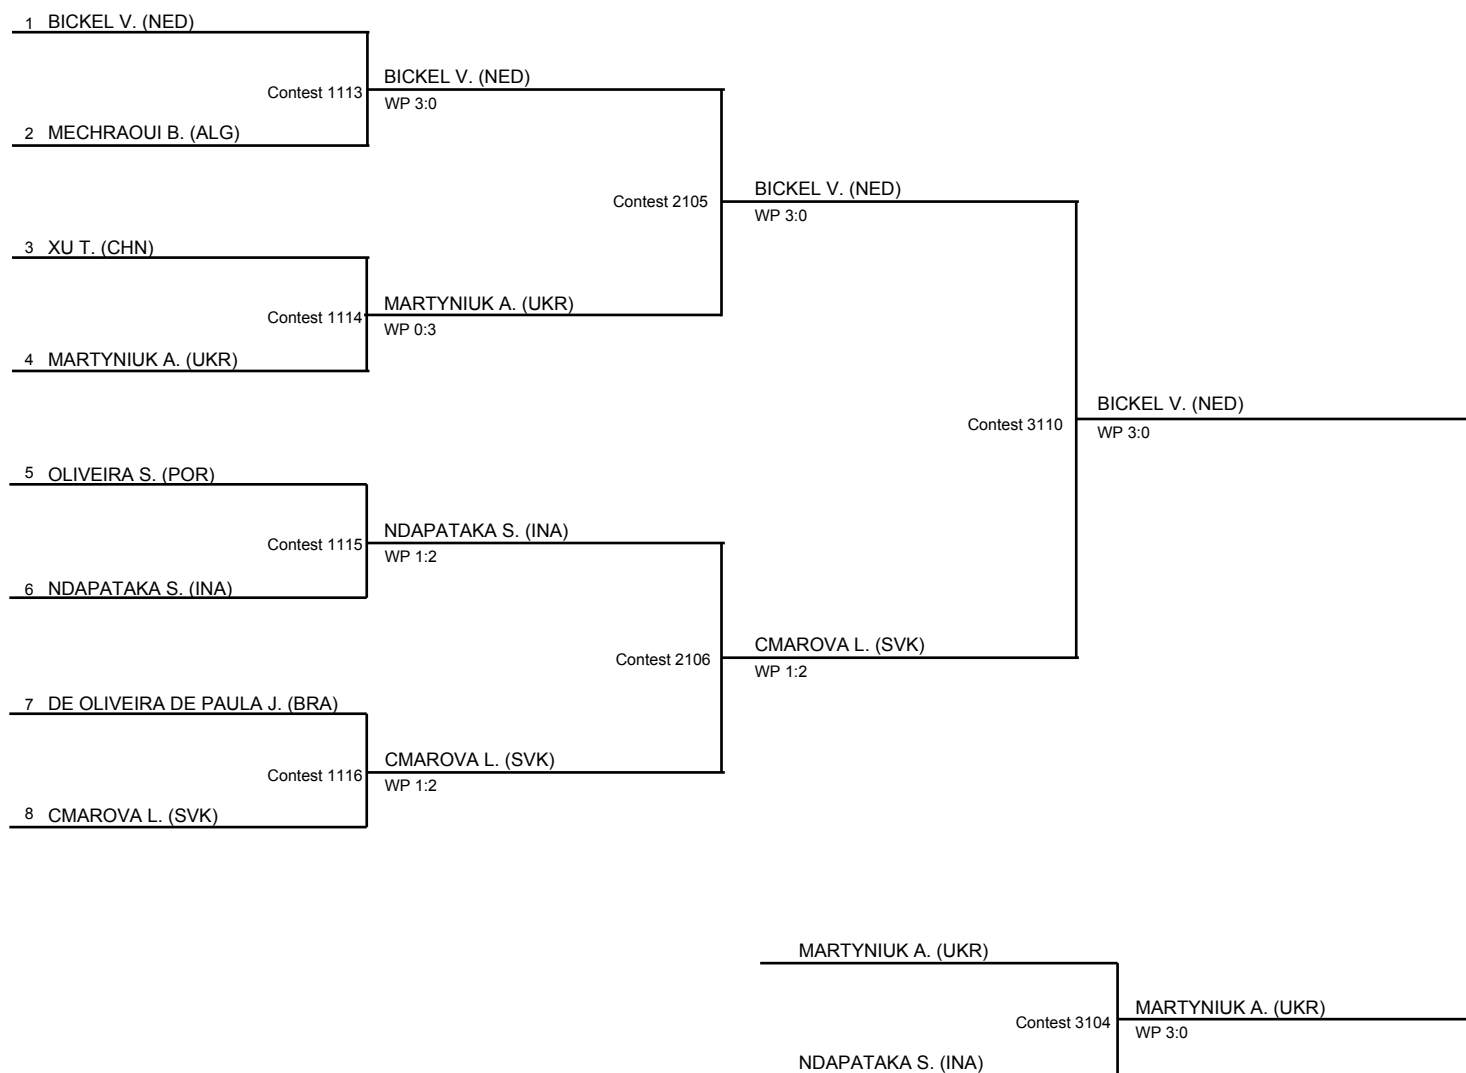 1 BICKEL V. (NED)
Contest 1113
BICKEL V. (NED)
WP 3:0
2 MECHRAOUI B. (ALG)
Contest 2105
BICKEL V. (NED)
WP 3:0
3 XU T. (CHN)
Contest 1114
MARTYNIUK A. (UKR)
WP 0:3
4 MARTYNIUK A. (UKR)
Contest 3110
BICKEL V. (NED)
WP 3:0
5 OLIVEIRA S. (POR)
Contest 1115
NDAPATAKA S. (INA)
WP 1:2
6 NDAPATAKA S. (INA)
Contest 2106
CMAROVA L. (SVK)
WP 1:2
7 DE OLIVEIRA DE PAULA J. (BRA)
Contest 1116
CMAROVA L. (SVK)
WP 1:2
8 CMAROVA L. (SVK)
MARTYNIUK A. (UKR)
Contest 3104
MARTYNIUK A. (UKR)
WP 3:0
NDAPATAKA S. (INA)